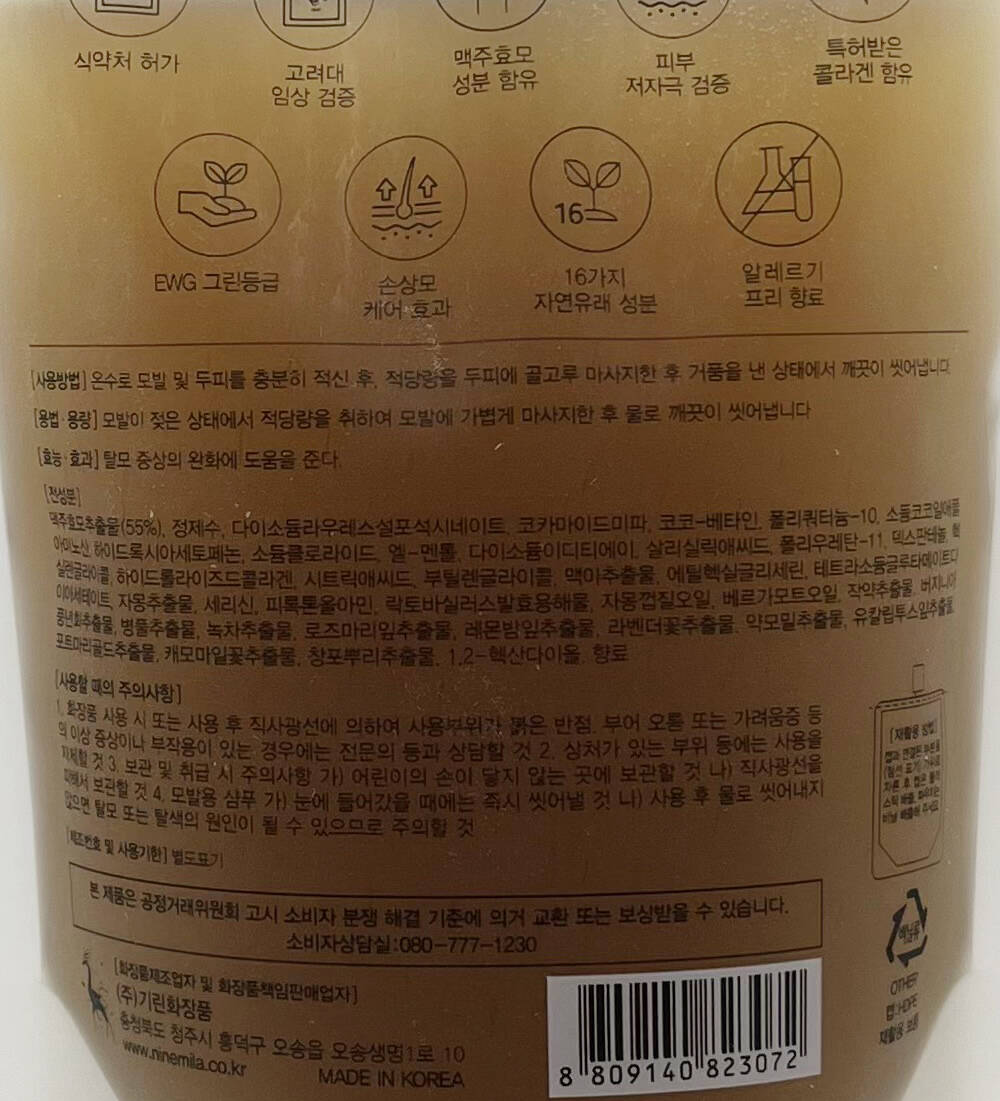 식약처 허가
고려대
임상 검증
맥주효모
성분 함유
피부
저자극 검증
특허받은
콜라겐 함유
EWG 그린등급
손상모
케어 효과
16
16가지
자연유래 성분
알레르기
프리 향료
[사용방법] 온수로 모발 및 두피를 충분히 적신 후, 적당량을 두피에 골고루 마사지한 후 거품을 낸 상태에서 깨끗이 씻어냅니다
[용법·용량] 모발이 젖은 상태에서 적당량을 취하여 모발에 가볍게 마사지한 후 물로 깨끗이 씻어냅니다
[효능·효과] 탈모 증상의 완화에 도움을 준다.
[전성분]
맥주효모추출물(55%), 정제수, 다이소듐라우레스설포석시네이트, 코카마이드미파, 코코-베타인, 폴리쿼터늄-10, 소듐코코일애플
아미노산, 하이드록시아세토페논, 소듐클로라이드, 엘-멘톨, 다이소듐이디티에이, 살리실릭애씨드, 폴리우레탄-11, 덱스판테놀, 헥
실렌글라이콜, 하이드롤라이즈드콜라겐, 시트릭애씨드, 부틸렌글라이콜, 맥아추출물, 에틸헥실글리세린, 테트라소듐글루타메이트다
이아세테이트, 자몽추출물, 세리신, 피록톤올아민, 락토바실러스발효용해물, 자몽껍질오일, 베르가모트오일, 작약추출물, 버지니아
풍년화추출물, 병풀추출물, 녹차추출물, 로즈마리잎추출물, 레몬밤잎추출물, 라벤더꽃추출물, 약모밀추출물, 유칼립투스잎추출물,
포트마리골드추출물, 캐모마일꽃추출물, 창포뿌리추출물, 1,2-헥산다이올, 향료
[사용할 때의 주의사항]
1. 화장품 사용 시 또는 사용 후 직사광선에 의하여 사용부위가 붉은 반점, 부어 오름 또는 가려움증 등
의 이상 증상이나 부작용이 있는 경우에는 전문의 등과 상담할 것 2. 상처가 있는 부위 등에는 사용을
자제할 것 3. 보관 및 취급 시 주의사항 가) 어린이의 손이 닿지 않는 곳에 보관할 것 나) 직사광선을
피해서 보관할 것 4. 모발용 샴푸 가) 눈에 들어갔을 때에는 즉시 씻어낼 것 나) 사용 후 물로 씻어내지
않으면 탈모 또는 탈색의 원인이 될 수 있으므로 주의할 것
[제조번호 및 사용기한] 별도표기
[재활용 방법]
본 제품은 공정거래위원회 고시 소비자 분쟁 해결 기준에 의거 교환 또는 보상받을 수 있습니다.
소비자상담실:080-777-1230
비닐류
OTHER
캡:HDPE
[화장품제조업자 및 화장품책임판매업자]
(주)기린화장품
충청북도 청주시 흥덕구 오송읍 오송생명1로 10
www.ninemila.co.kr
MADE IN KOREA
8 809140 823072